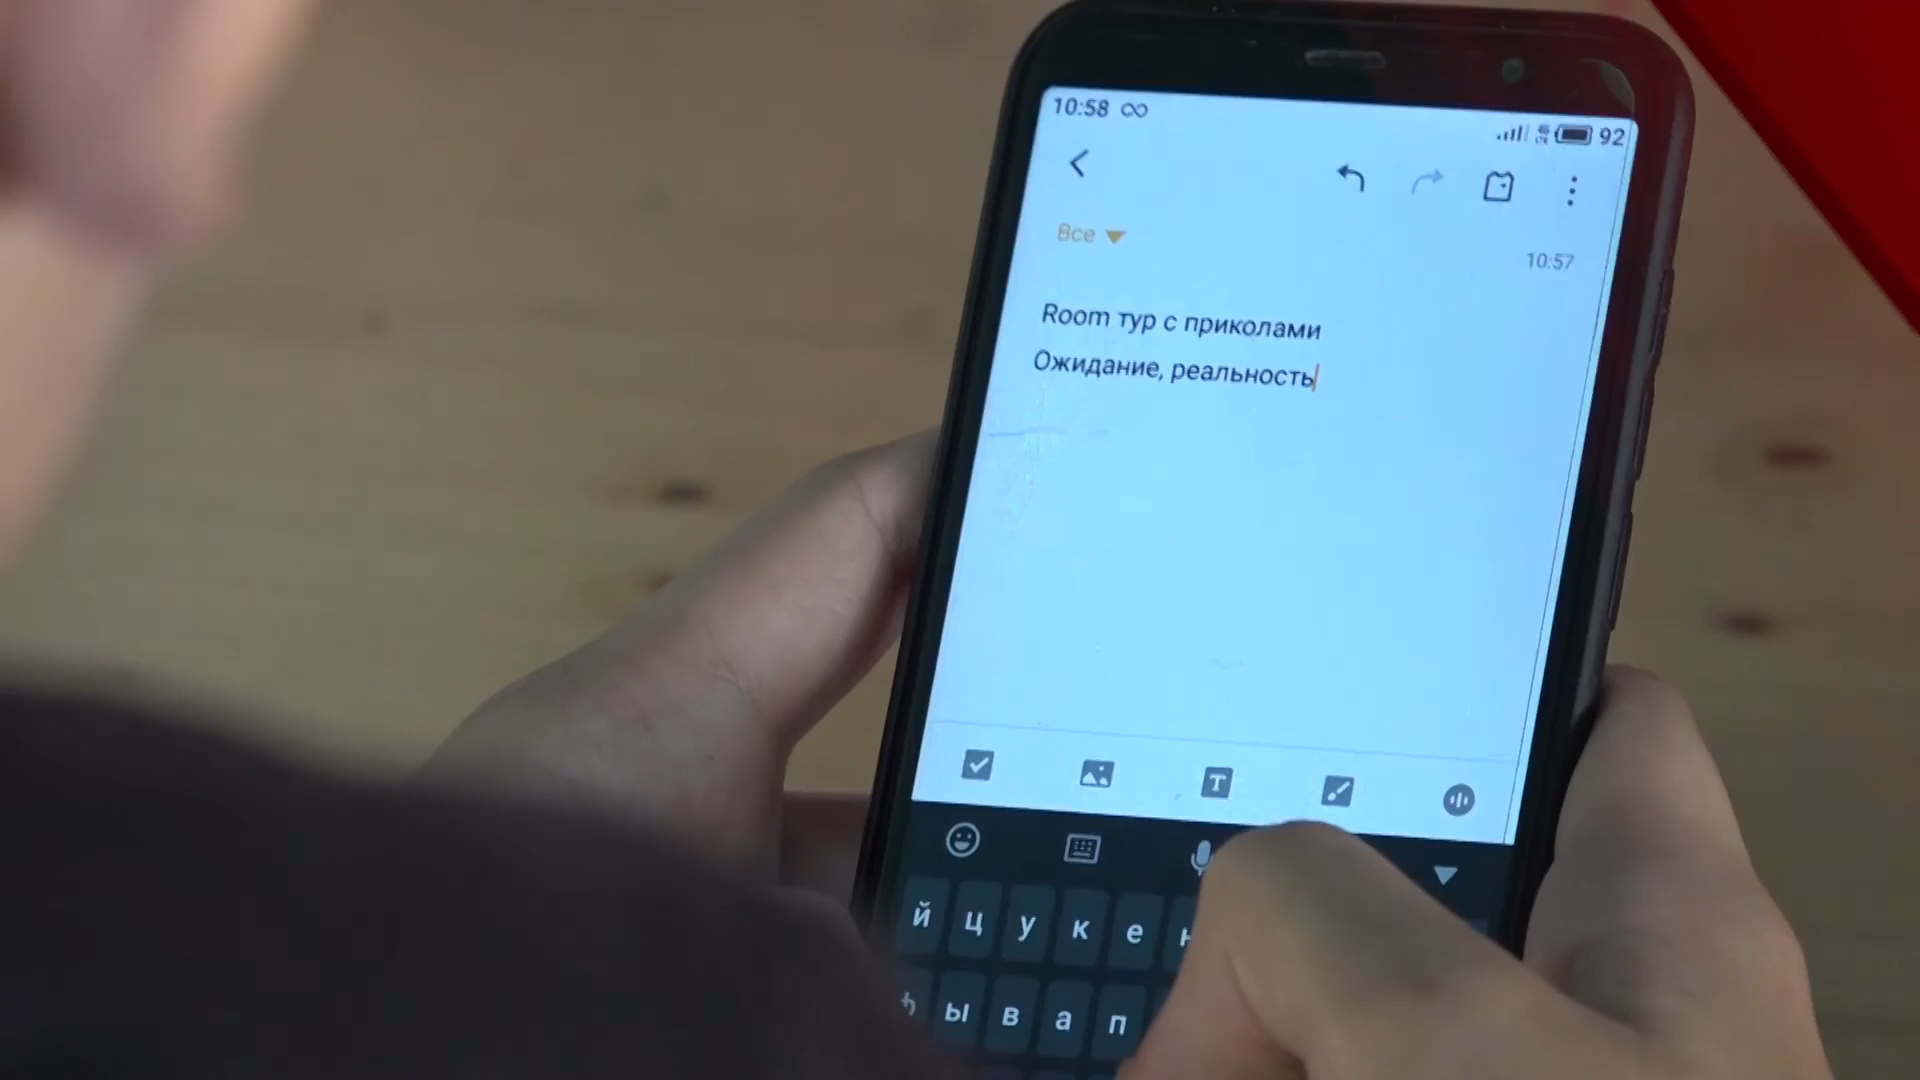 10:58
92
Все
10:57
Room тур с приколами
Ожидание, реальность
й ц у к е н
ф ы в а п